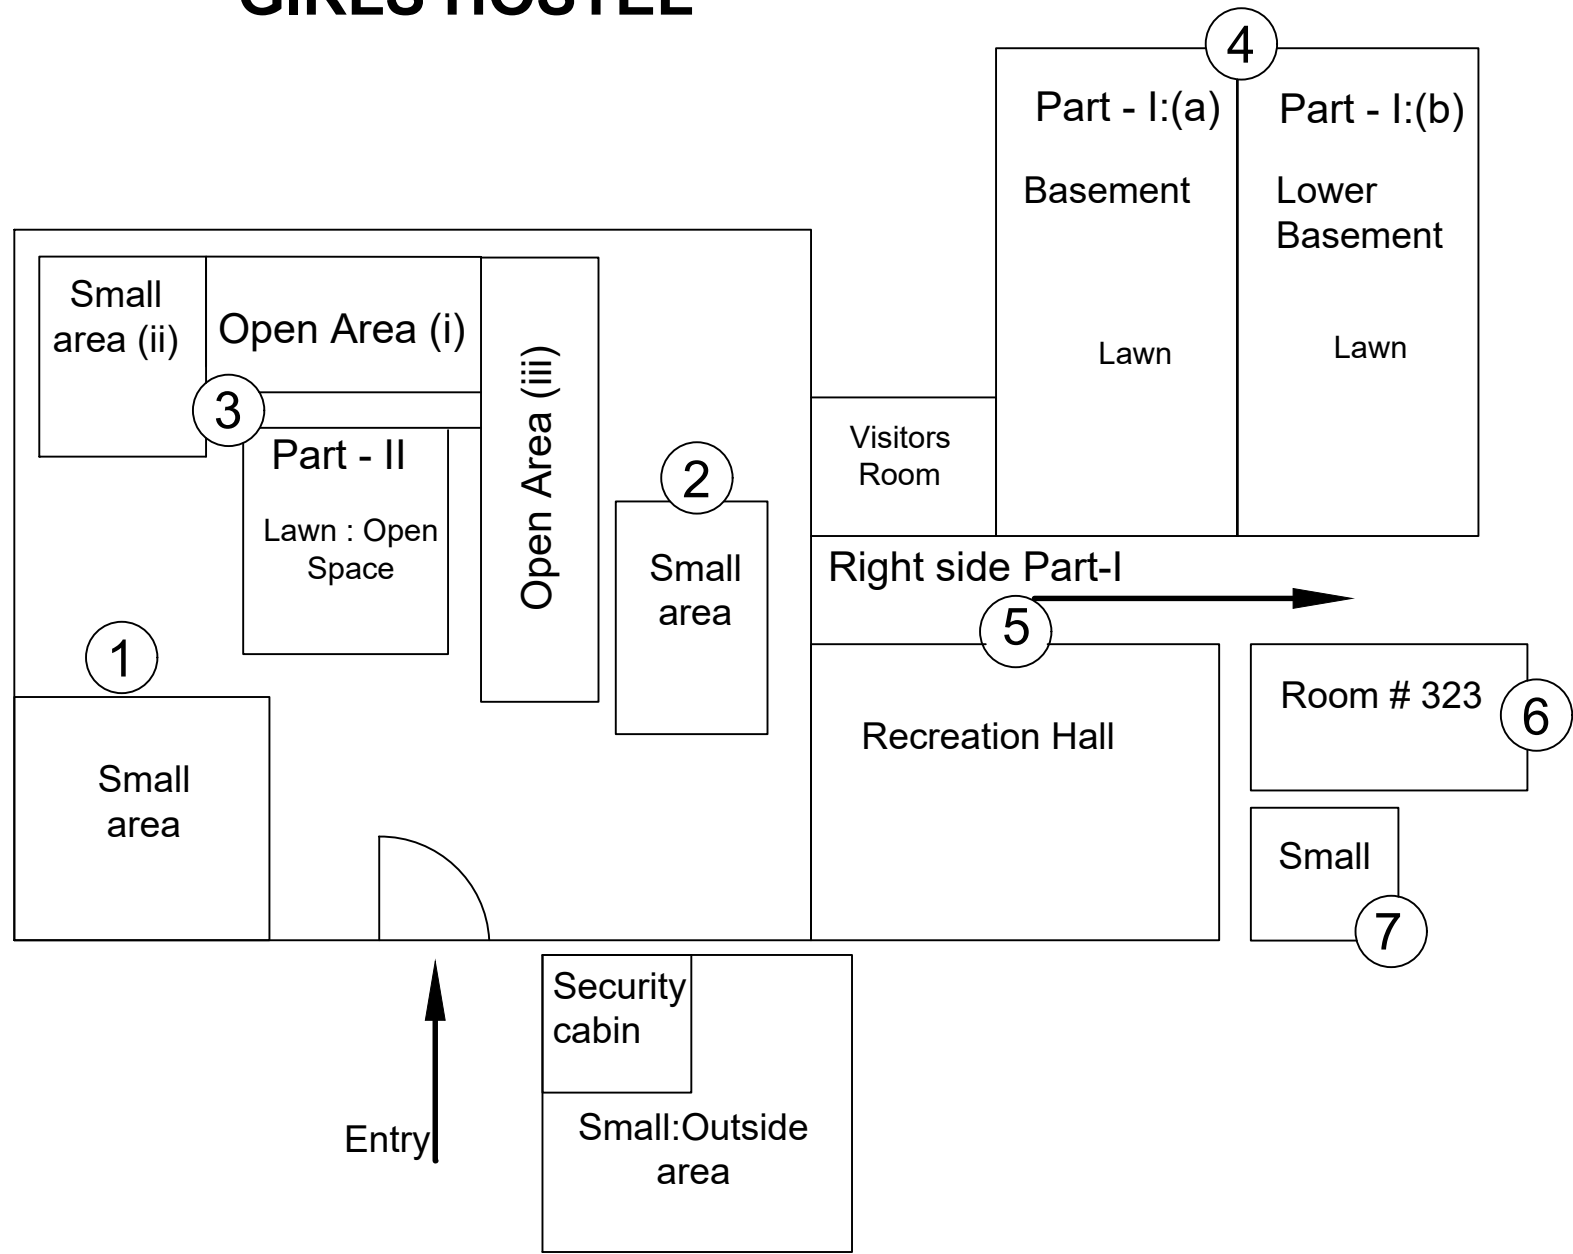 GIRLS HOSTEL
4
Part - I:(a)
Basement
Lawn
Part - I:(b)
Lower
Basement
Lawn
Small
area (ii)
Open Area (i)
Open Area (iii)
3
Part - II
Lawn : Open
Space
2
Small
area
Visitors
Room
Right side Part-I
5
1
Small
area
Recreation Hall
Room # 323
6
Small
7
Security
cabin
Small:Outside
area
Entry